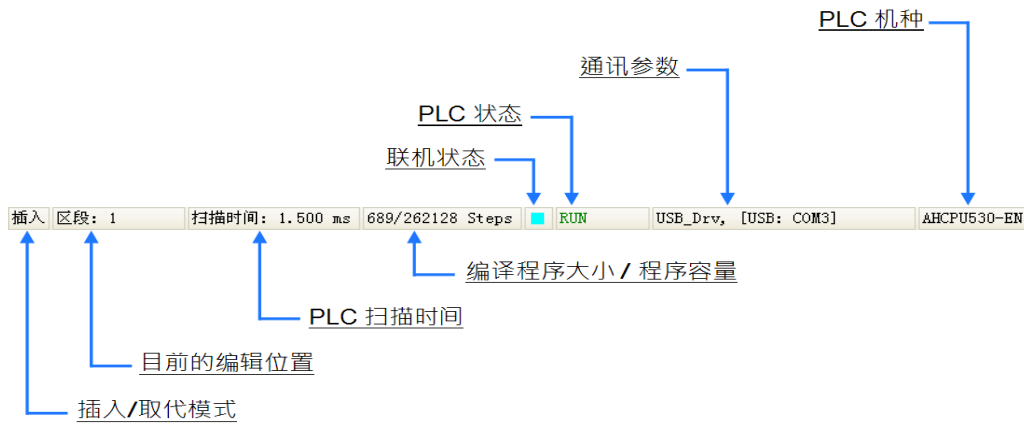 PLC 机种
通讯参数
PLC 状态
联机状态
插入 区段: 1 扫描时间: 1.500 ms 689/262128 Steps RUN USB_Drv, [USB: COM3] AHCPU530-EN
编译程序大小 / 程序容量
PLC 扫描时间
目前的编辑位置
插入/取代模式